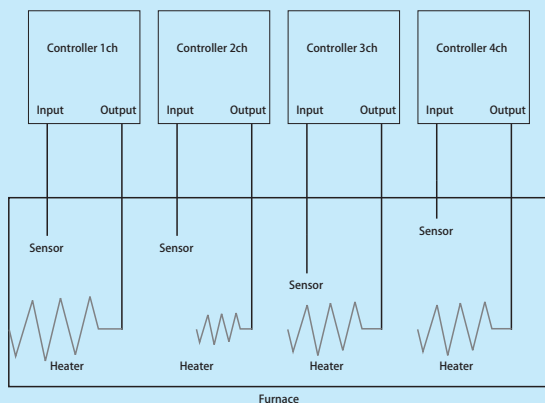 Controller 1ch
Controller 2ch
Controller 3ch
Controller 4ch
Input Output
Input Output
Input Output
Input Output
Sensor
Sensor
Sensor
Sensor
Heater
Heater
Heater
Heater
Furnace